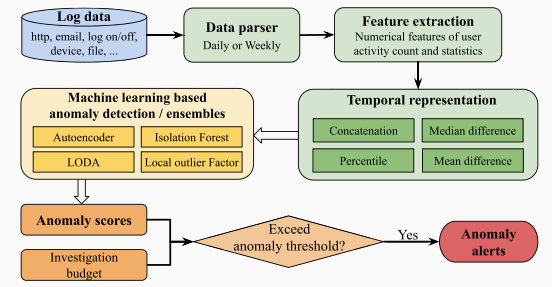 Log data
http, email, log on/off,
device, file, ...
Data parser
Daily or Weekly
Feature extraction
Numerical features of user
activity count and statistics
Machine learning based
anomaly detection / ensembles
Autoencoder
Isolation Forest
LODA
Local outlier Factor
Temporal representation
Concatenation
Median difference
Percentile
Mean difference
Anomaly scores
Investigation
budget
Exceed
anomaly threshold?
Yes
Anomaly
alerts